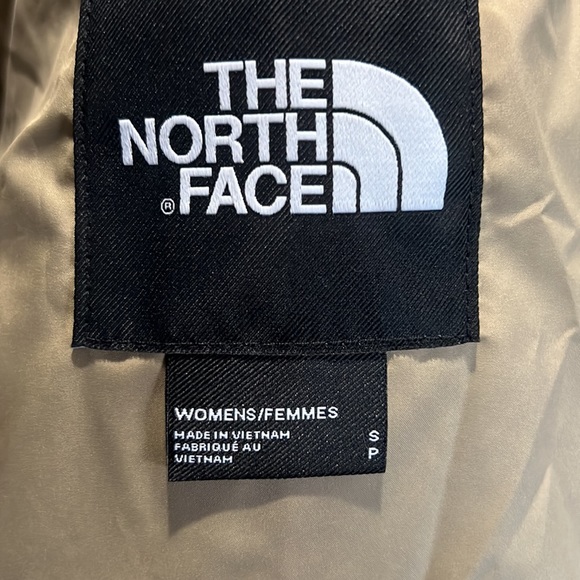 THE
NORTH
FACE
®
WOMENS/FEMMES
MADE IN VIETNAM
FABRIQUÉ AU
VIETNAM
S
P